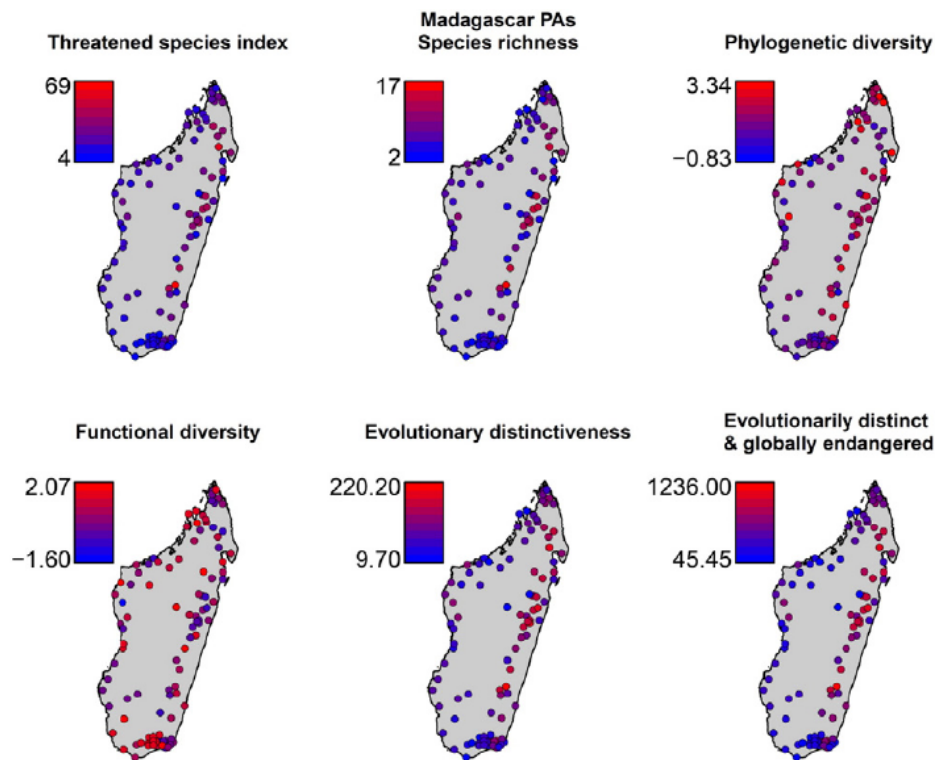 Threatened species index
69
4
Madagascar PAs
Species richness
17
2
Phylogenetic diversity
3.34
−0.83
Functional diversity
2.07
−1.60
Evolutionary distinctiveness
220.20
9.70
Evolutionarily distinct
& globally endangered
1236.00
45.45